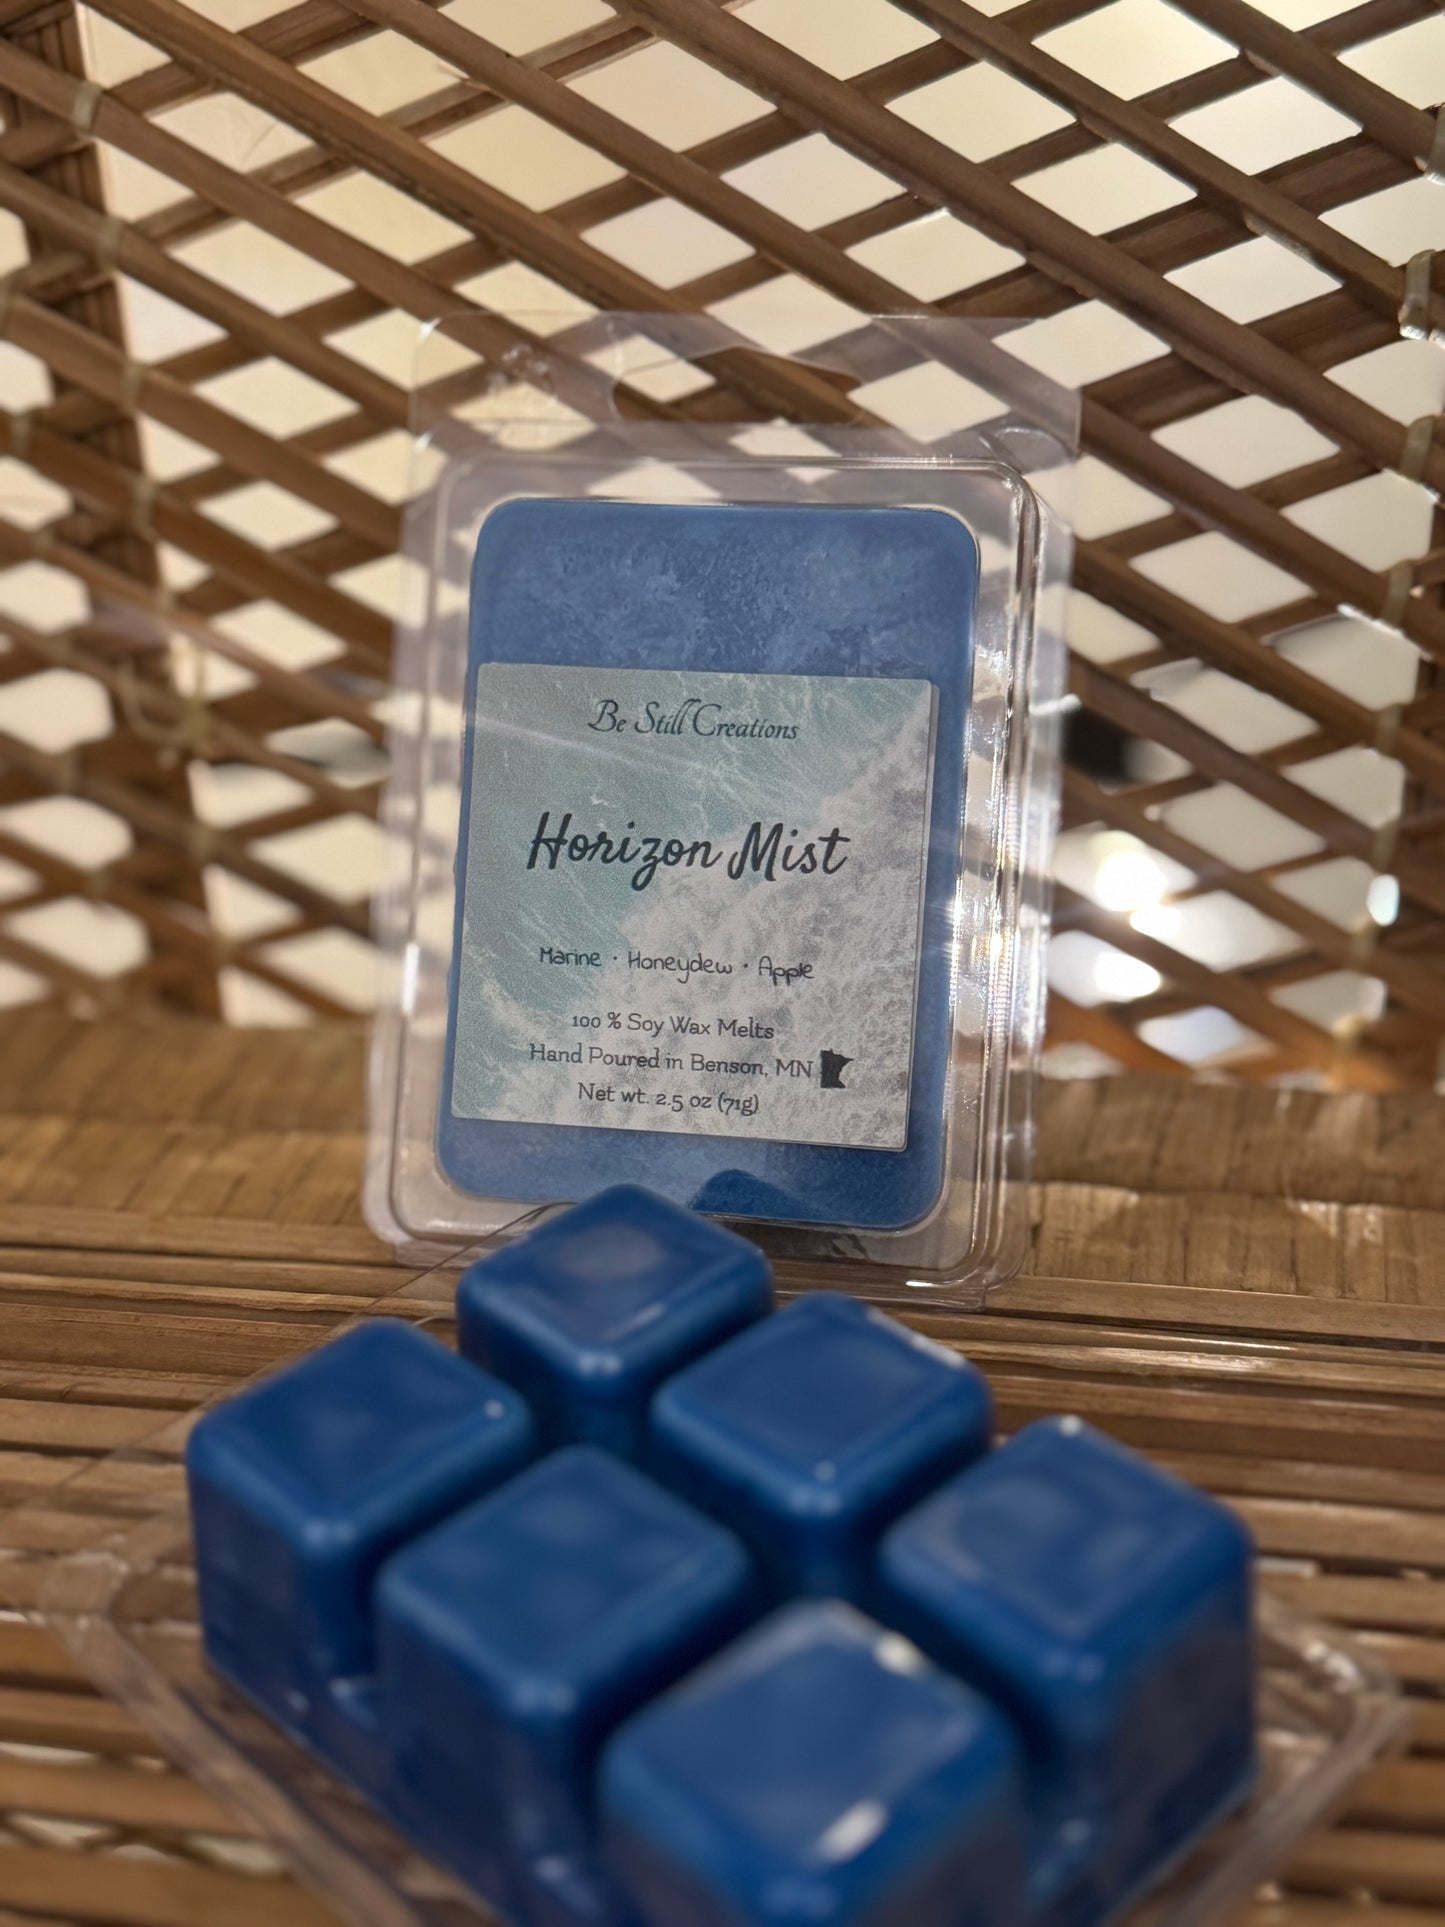 Be Still Creations
Horizon Mist
Marine · Honeydew · Apple
100 % Soy Wax Melts
Hand Poured in Benson, MN
Net wt. 2.5 oz (71g)